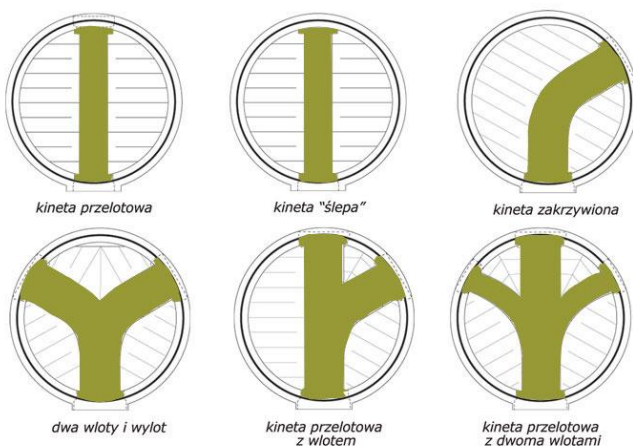 kineta przelotowa
kineta "ślepa"
kineta zakrzywiona
dwa wloty i wylot
kineta przelotowa
z wlotem
kineta przelotowa
z dwoma wlotami